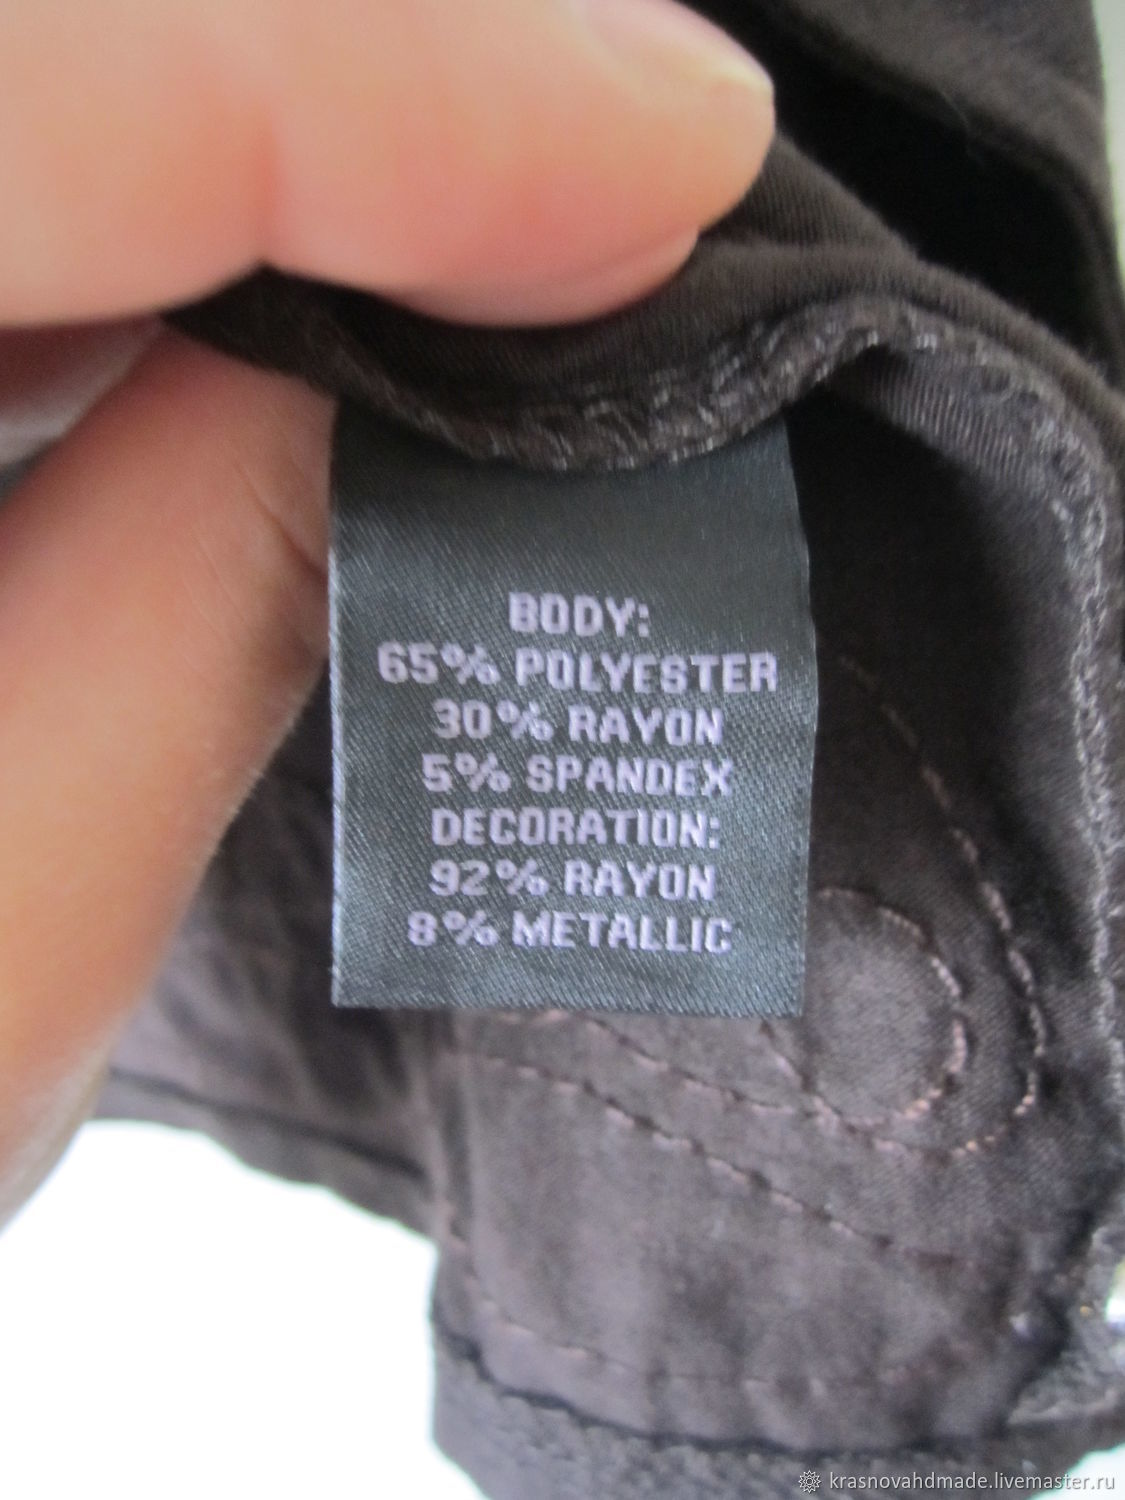 BODY:
65% POLYESTER
30% RAYON
5% SPANDEX
DECORATION:
92% RAYON
8% METALLIC
krasnovahdmade.livemaster.ru